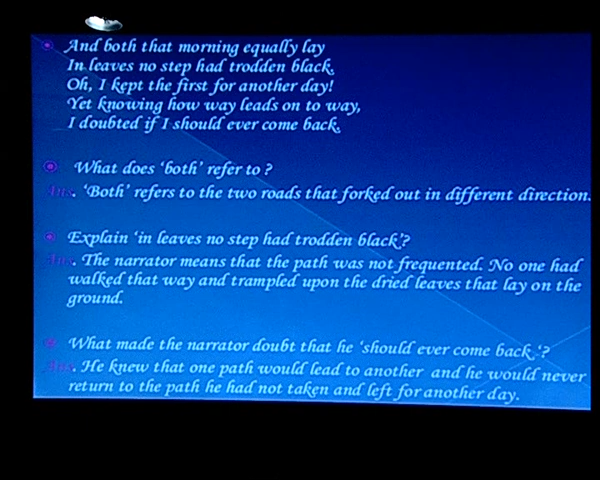 And both that morning equally lay
In leaves no step had trodden black.
Oh, I kept the first for another day!
Yet knowing how way leads on to way,
I doubted if I should ever come back.
What does 'both' refer to ?
Ans. 'Both' refers to the two roads that forked out in different direction.
Explain 'in leaves no step had trodden black'?
Ans. The narrator means that the path was not frequented. No one had
walked that way and trampled upon the dried leaves that lay on the
ground.
What made the narrator doubt that he 'should ever come back '?
Ans. He knew that one path would lead to another and he would never
return to the path he had not taken and left for another day.